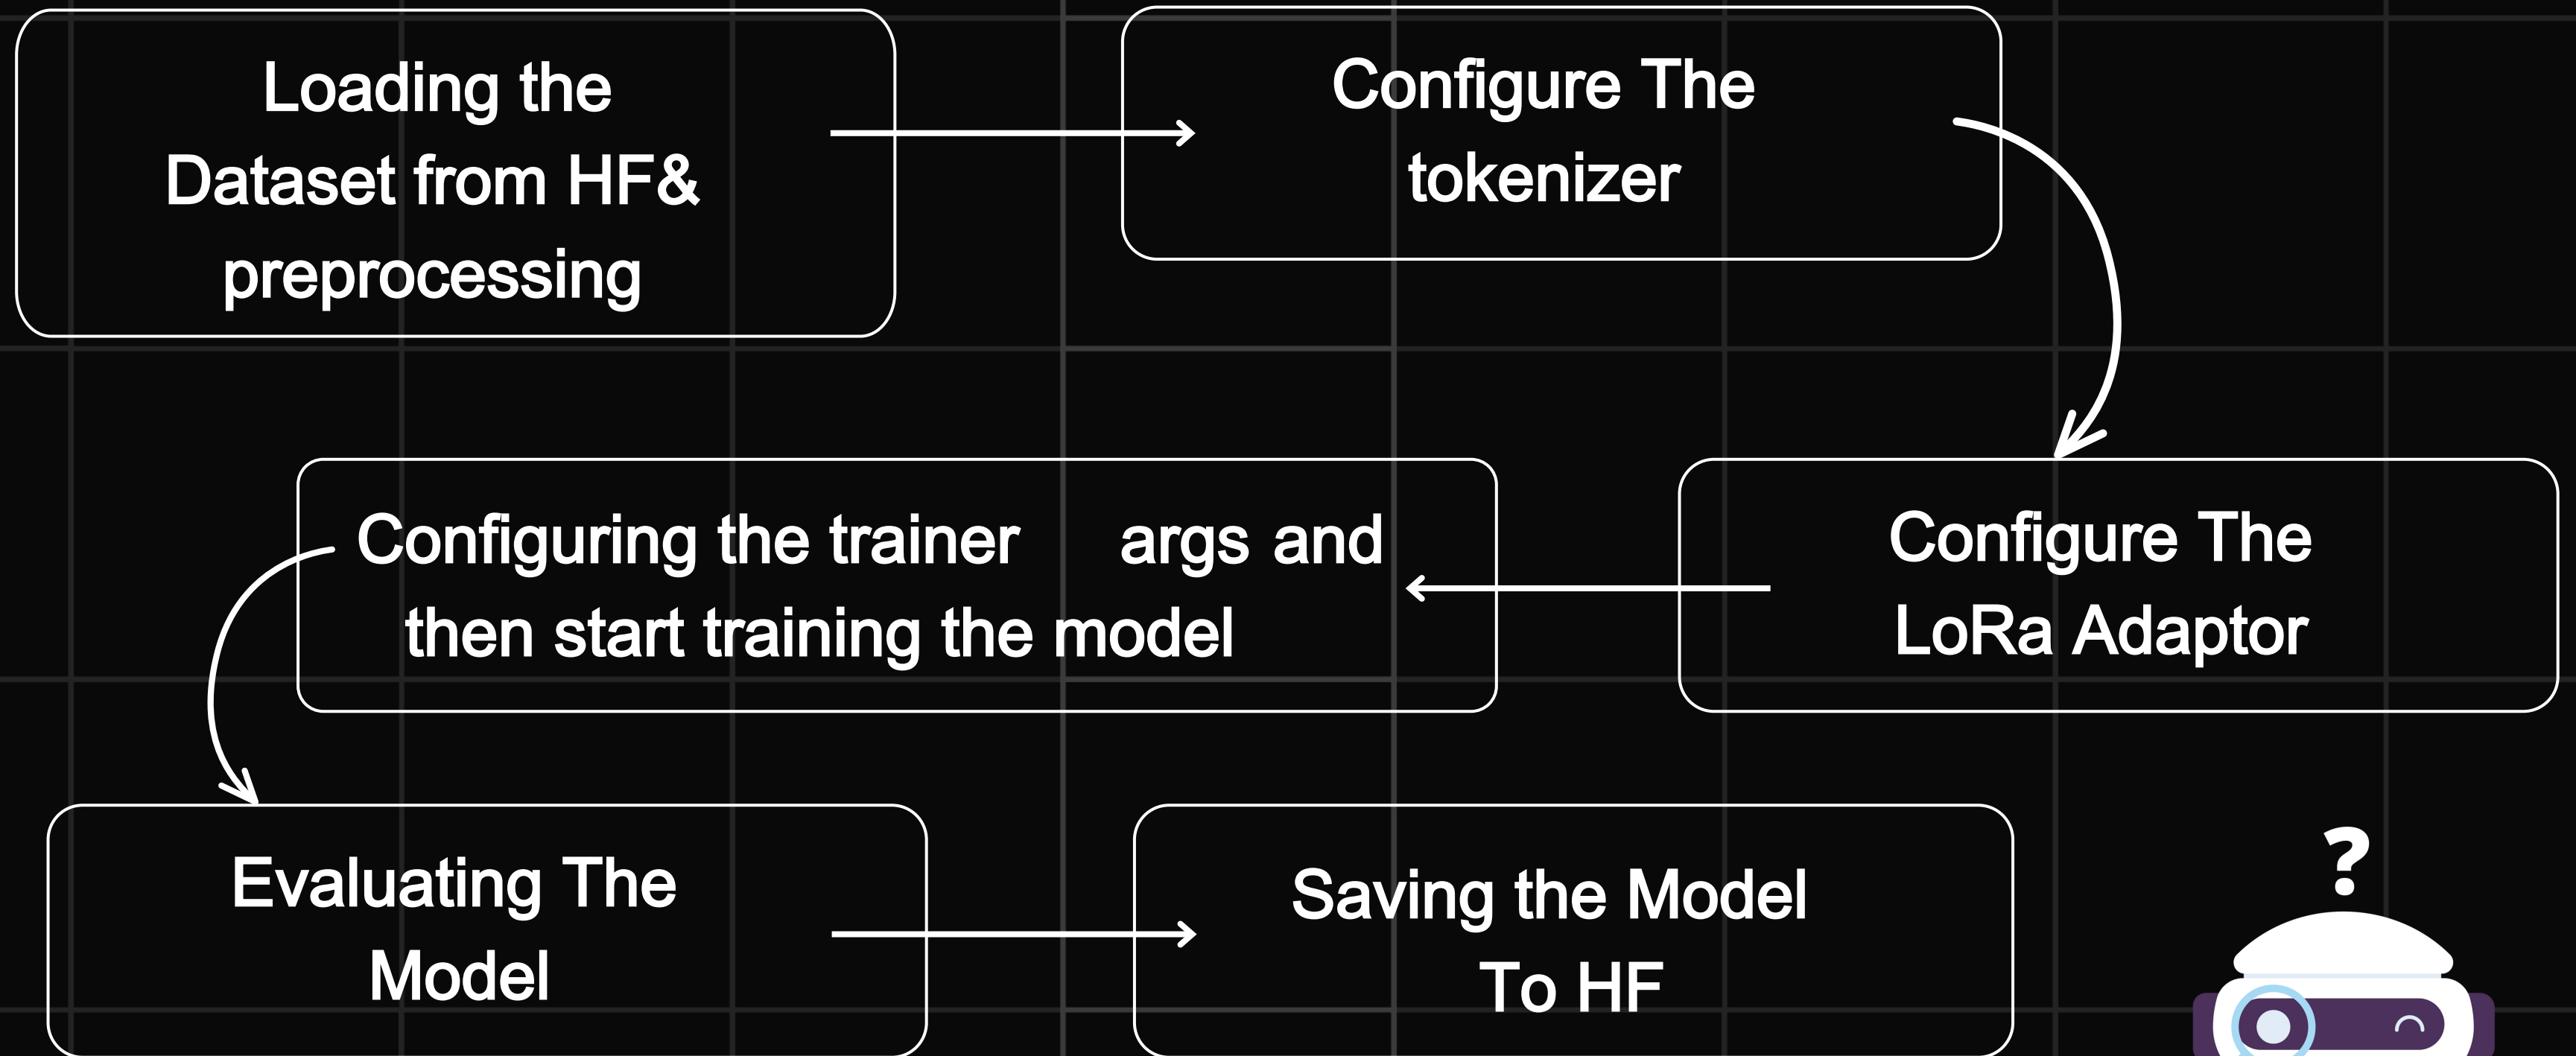 Loading the
Dataset from HF&
preprocessing
Configure The
tokenizer
Configure The
LoRa Adaptor
Configuring the trainer args and
then start training the model
Evaluating The
Model
Saving the Model
To HF
?